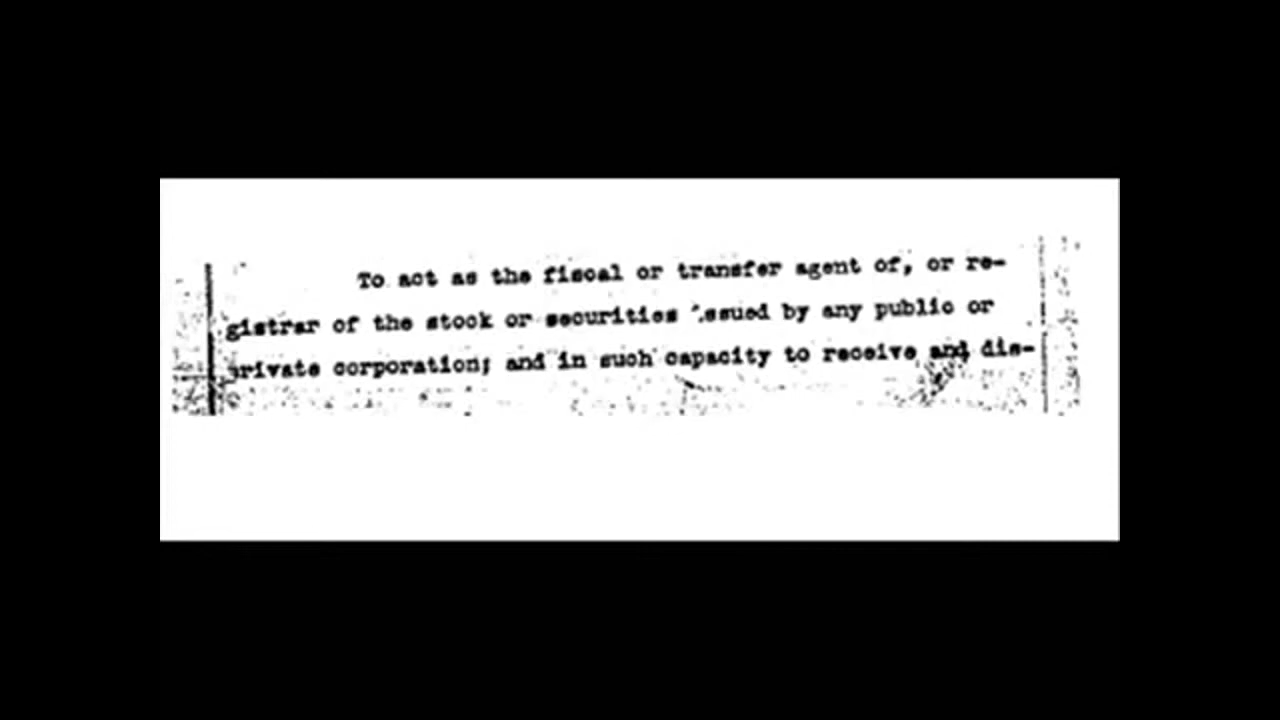 To act as the fiscal or transfer agent of, or re-
gistrar of the stock or securities issued by any public or
private corporation; and in such capacity to receive and dis-